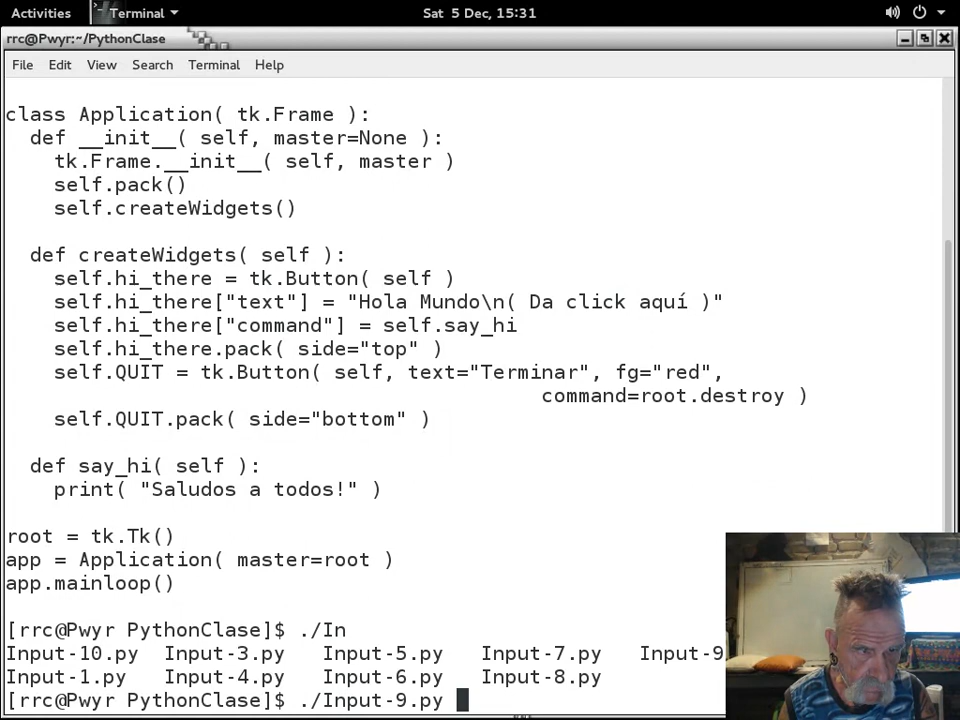 Activities Terminal Sat 5 Dec, 15:31
rrc@Pwyr:~/PythonClase
File Edit View Search Terminal Help
class Application( tk.Frame ):
  def __init__( self, master=None ):
    tk.Frame.__init__( self, master )
    self.pack()
    self.createWidgets()
  def createWidgets( self ):
    self.hi_there = tk.Button( self )
    self.hi_there["text"] = "Hola Mundo\n( Da click aquí )"
    self.hi_there["command"] = self.say_hi
    self.hi_there.pack( side="top" )
    self.QUIT = tk.Button( self, text="Terminar", fg="red",
                                            command=root.destroy )
    self.QUIT.pack( side="bottom" )
  def say_hi( self ):
    print( "Saludos a todos!" )
root = tk.Tk()
app = Application( master=root )
app.mainloop()
[rrc@Pwyr PythonClase]$ ./In
Input-10.py  Input-3.py   Input-5.py   Input-7.py   Input-9
Input-1.py   Input-4.py   Input-6.py   Input-8.py
[rrc@Pwyr PythonClase]$ ./Input-9.py